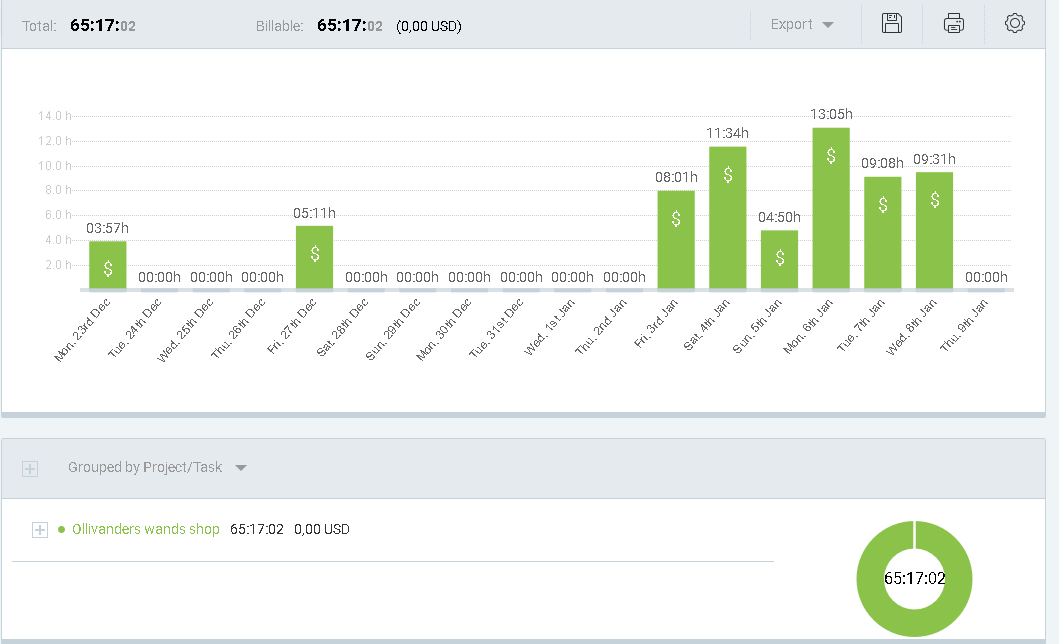 Total: 65:17:02 Billable: 65:17:02 (0,00 USD) Export
14.0 h
12.0 h
10.0 h
8.0 h
6.0 h
4.0 h
2.0 h
03:57h 00:00h 00:00h 00:00h 05:11h 00:00h 00:00h 00:00h 00:00h 00:00h 00:00h 08:01h 11:34h 04:50h 13:05h 09:08h 09:31h 00:00h
$ $ $ $ $ $ $ $
Mon. 23rd Dec
Tue. 24th Dec
Wed. 25th Dec
Thu. 26th Dec
Fri. 27th Dec
Sat. 28th Dec
Sun. 29th Dec
Mon. 30th Dec
Tue. 31st Dec
Wed. 1st Jan
Thu. 2nd Jan
Fri. 3rd Jan
Sat. 4th Jan
Sun. 5th Jan
Mon. 6th Jan
Tue. 7th Jan
Wed. 8th Jan
Thu. 9th Jan
Grouped by Project/Task
Ollivanders wands shop 65:17:02 0,00 USD
65:17:02